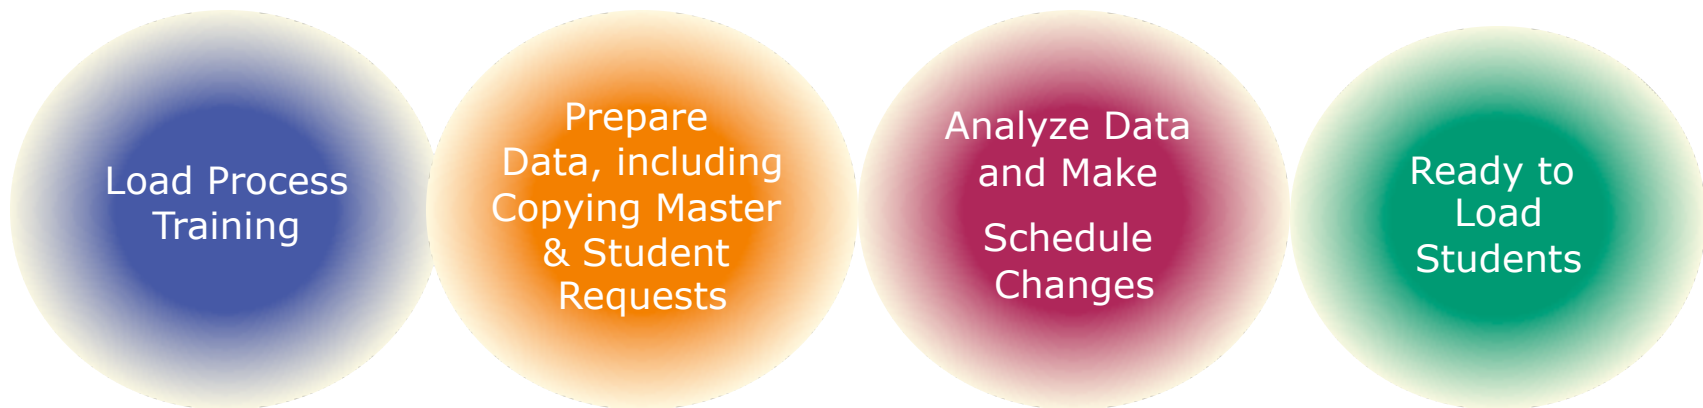 Load Process
Training
Prepare
Data, including
Copying Master
& Student
Requests
Analyze Data
and Make
Schedule
Changes
Ready to
Load
Students